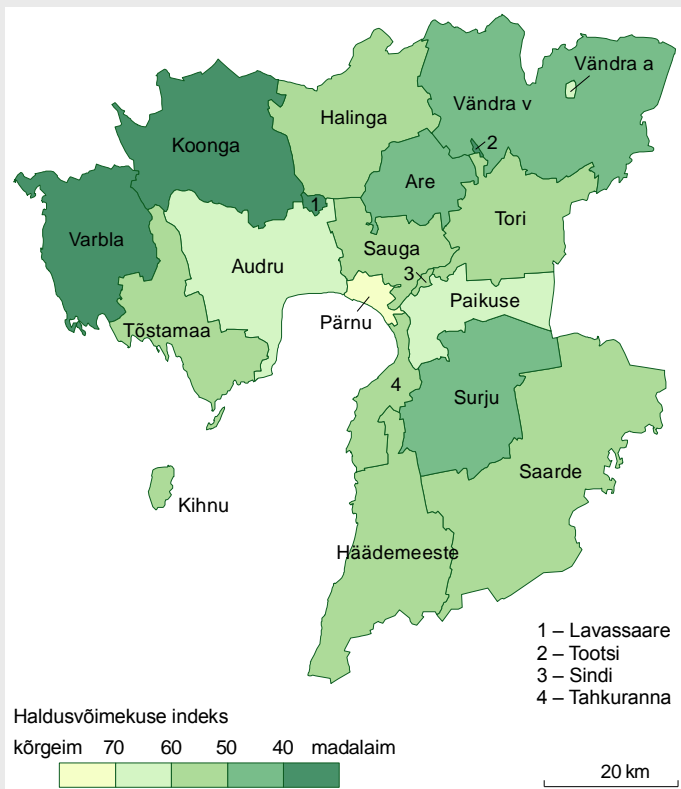 Vändra a
Halinga
Vändra v
Koonga
2
Are
1
Tori
Varbla
Sauga
Audru
3
Paikuse
Pärnu
Tõstamaa
4
Surju
Saarde
Kihnu
Häädemeeste
1 – Lavassaare
2 – Tootsi
3 – Sindi
4 – Tahkuranna
Haldusvõimekuse indeks
kõrgeim 70 60 50 40 madalaim
20 km